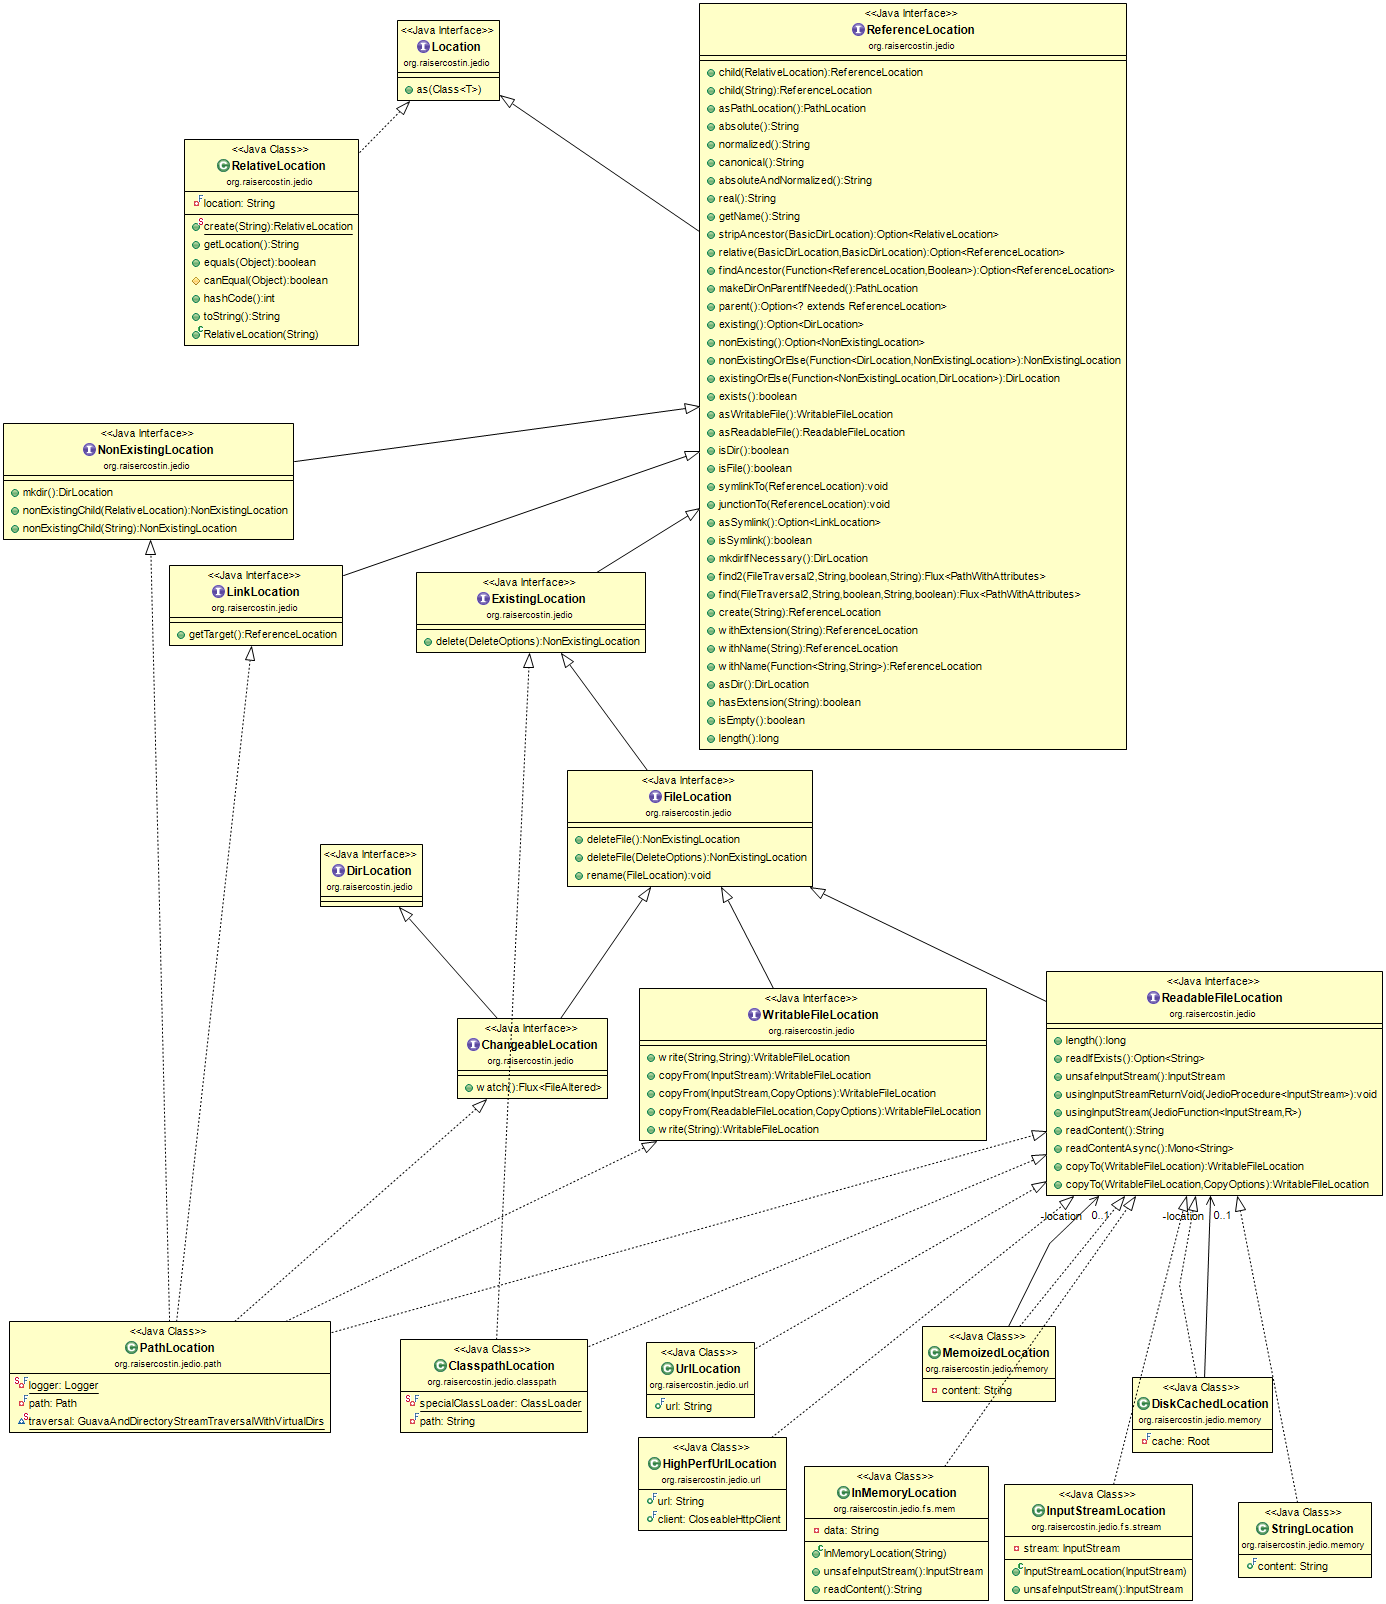 <<Java Interface>>
Location
org.raisercostin.jedio
as(Class<T>)
<<Java Interface>>
ReferenceLocation
org.raisercostin.jedio
child(RelativeLocation):ReferenceLocation
child(String):ReferenceLocation
asPathLocation():PathLocation
absolute():String
normalized():String
canonical():String
absoluteAndNormalized():String
real():String
getName():String
stripAncestor(BasicDirLocation):Option<RelativeLocation>
relative(BasicDirLocation,BasicDirLocation):Option<ReferenceLocation>
findAncestor(Function<ReferenceLocation,Boolean>):Option<ReferenceLocation>
makeDirOnParentIfNeeded():PathLocation
parent():Option<? extends ReferenceLocation>
existing():Option<DirLocation>
nonExisting():Option<NonExistingLocation>
nonExistingOrElse(Function<DirLocation,NonExistingLocation>):NonExistingLocation
existingOrElse(Function<NonExistingLocation,DirLocation>):DirLocation
exists():boolean
asWritableFile():WritableFileLocation
asReadableFile():ReadableFileLocation
isDir():boolean
isFile():boolean
symlinkTo(ReferenceLocation):void
junctionTo(ReferenceLocation):void
asSymlink():Option<LinkLocation>
isSymlink():boolean
mkdirIfNecessary():DirLocation
find2(FileTraversal2,String,boolean,String):Flux<PathWithAttributes>
find(FileTraversal2,String,boolean,String,boolean):Flux<PathWithAttributes>
create(String):ReferenceLocation
withExtension(String):ReferenceLocation
withName(String):ReferenceLocation
withName(Function<String,String>):ReferenceLocation
asDir():DirLocation
hasExtension(String):boolean
isEmpty():boolean
length():long
<<Java Class>>
RelativeLocation
org.raisercostin.jedio
location: String
create(String):RelativeLocation
getLocation():String
equals(Object):boolean
canEqual(Object):boolean
hashCode():int
toString():String
RelativeLocation(String)
<<Java Interface>>
NonExistingLocation
org.raisercostin.jedio
mkdir():DirLocation
nonExistingChild(RelativeLocation):NonExistingLocation
nonExistingChild(String):NonExistingLocation
<<Java Interface>>
LinkLocation
org.raisercostin.jedio
getTarget():ReferenceLocation
<<Java Interface>>
ExistingLocation
org.raisercostin.jedio
delete(DeleteOptions):NonExistingLocation
<<Java Interface>>
FileLocation
org.raisercostin.jedio
deleteFile():NonExistingLocation
deleteFile(DeleteOptions):NonExistingLocation
rename(FileLocation):void
<<Java Interface>>
DirLocation
org.raisercostin.jedio
<<Java Interface>>
ChangeableLocation
org.raisercostin.jedio
watch():Flux<FileAltered>
<<Java Interface>>
WritableFileLocation
org.raisercostin.jedio
write(String,String):WritableFileLocation
copyFrom(InputStream):WritableFileLocation
copyFrom(InputStream,CopyOptions):WritableFileLocation
copyFrom(ReadableFileLocation,CopyOptions):WritableFileLocation
write(String):WritableFileLocation
<<Java Interface>>
ReadableFileLocation
org.raisercostin.jedio
length():long
readIfExists():Option<String>
unsafeInputStream():InputStream
usingInputStreamReturnVoid(JedioProcedure<InputStream>):void
usingInputStream(JedioFunction<InputStream,R>)
readContent():String
readContentAsync():Mono<String>
copyTo(WritableFileLocation):WritableFileLocation
copyTo(WritableFileLocation,CopyOptions):WritableFileLocation
-location 0..1
-location 0..1
<<Java Class>>
PathLocation
org.raisercostin.jedio.path
logger: Logger
path: Path
traversal: GuavaAndDirectoryStreamTraversalWithVirtualDirs
<<Java Class>>
ClasspathLocation
org.raisercostin.jedio.classpath
specialClassLoader: ClassLoader
path: String
<<Java Class>>
UrlLocation
org.raisercostin.jedio.url
url: String
<<Java Class>>
MemoizedLocation
org.raisercostin.jedio.memory
content: String
<<Java Class>>
DiskCachedLocation
org.raisercostin.jedio.memory
cache: Root
<<Java Class>>
HighPerfUrlLocation
org.raisercostin.jedio.url
url: String
client: CloseableHttpClient
<<Java Class>>
InMemoryLocation
org.raisercostin.jedio.fs.mem
data: String
InMemoryLocation(String)
unsafeInputStream():InputStream
readContent():String
<<Java Class>>
InputStreamLocation
org.raisercostin.jedio.fs.stream
stream: InputStream
InputStreamLocation(InputStream)
unsafeInputStream():InputStream
<<Java Class>>
StringLocation
org.raisercostin.jedio.memory
content: String